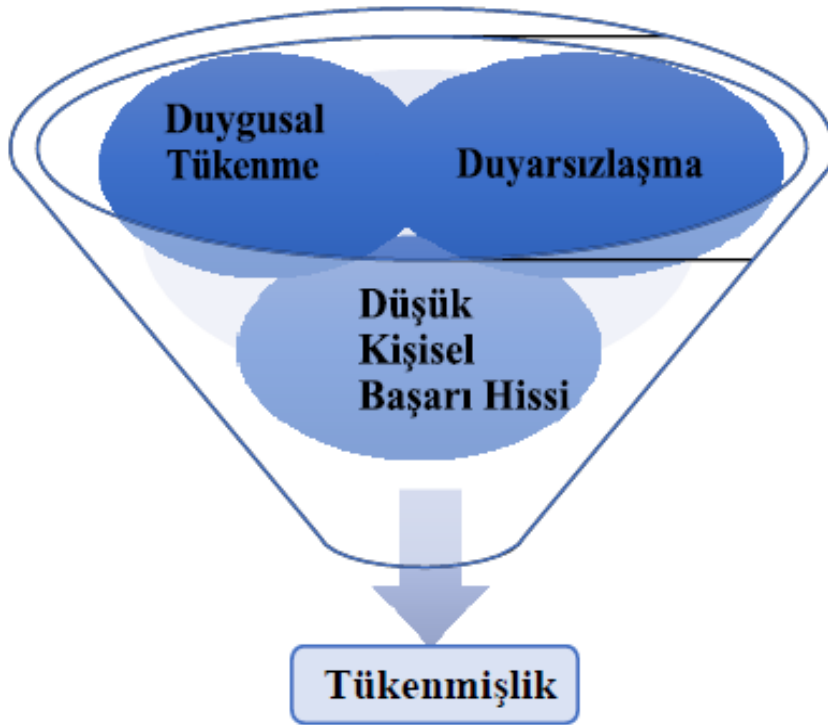 Duygusal
Tükenme
Duyarsızlaşma
Düşük
Kişisel
Başarı Hissi
Tükenmişlik